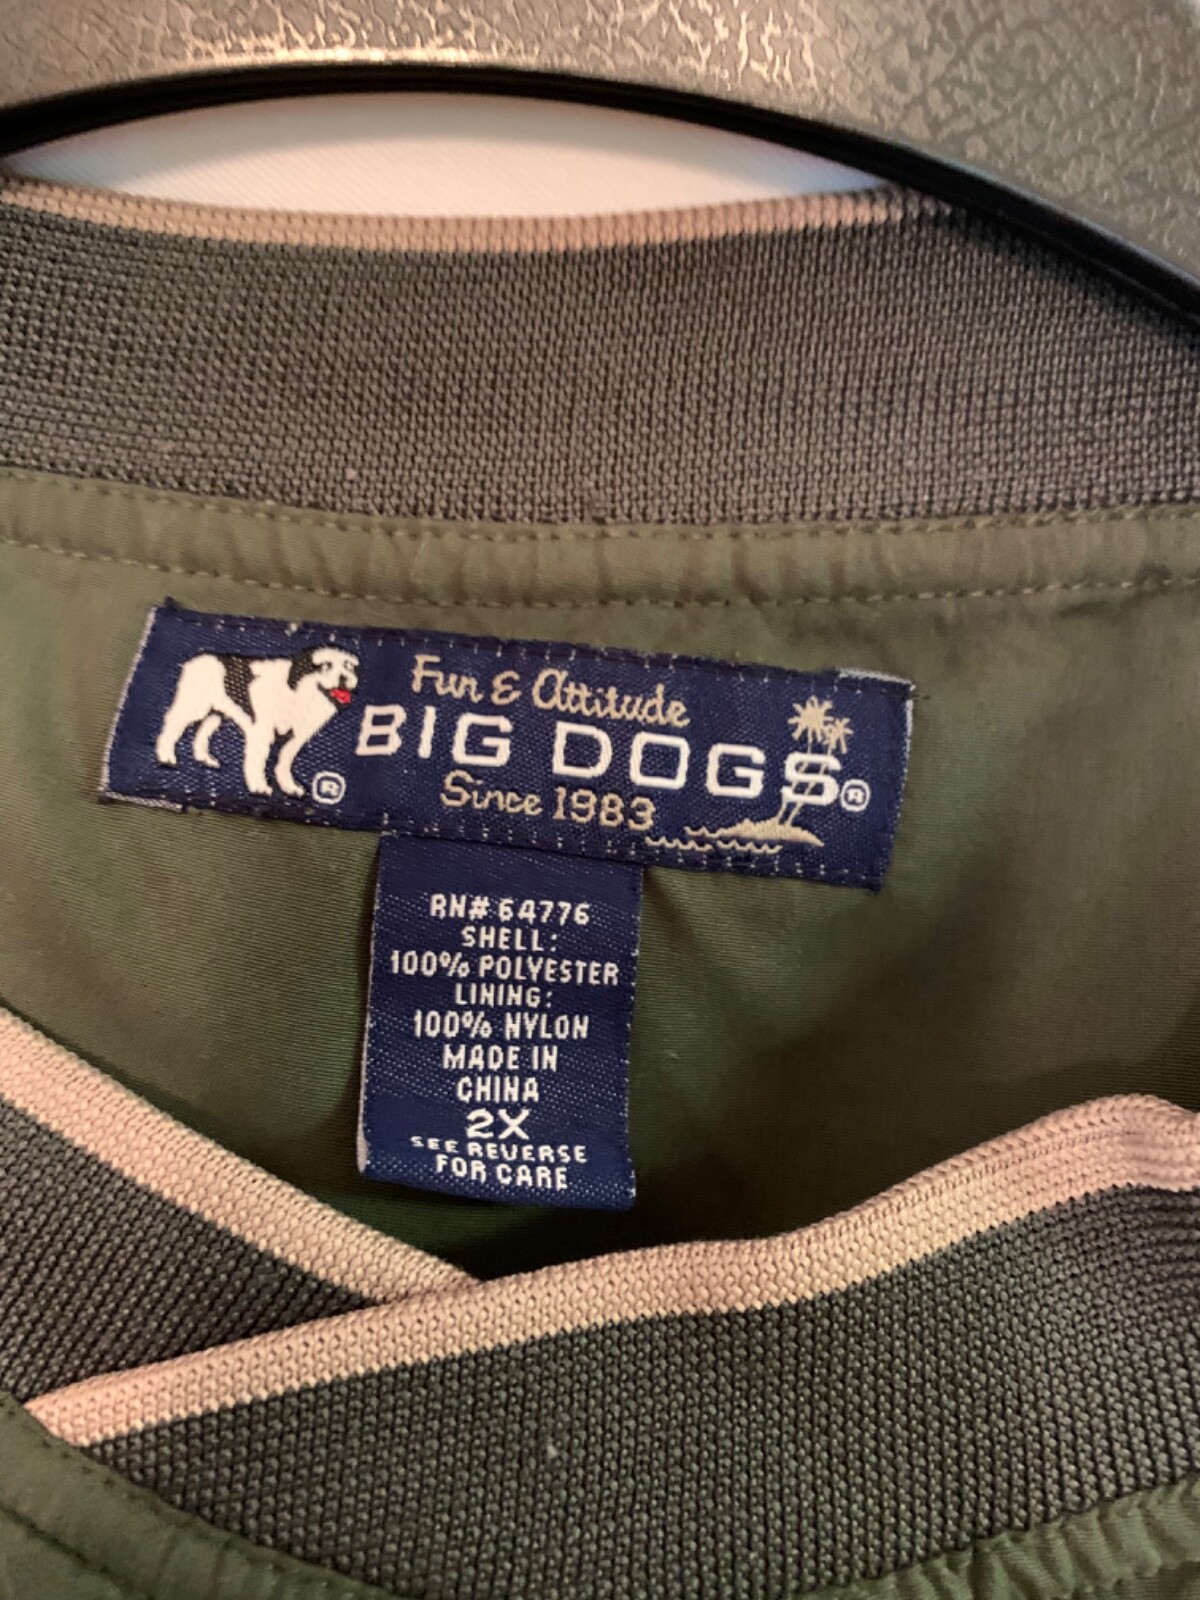 Fun & Attitude
BIG DOGS®
Since 1983
®
RN# 64776
SHELL:
100% POLYESTER
LINING:
100% NYLON
MADE IN
CHINA
2X
SEE REVERSE
FOR CARE